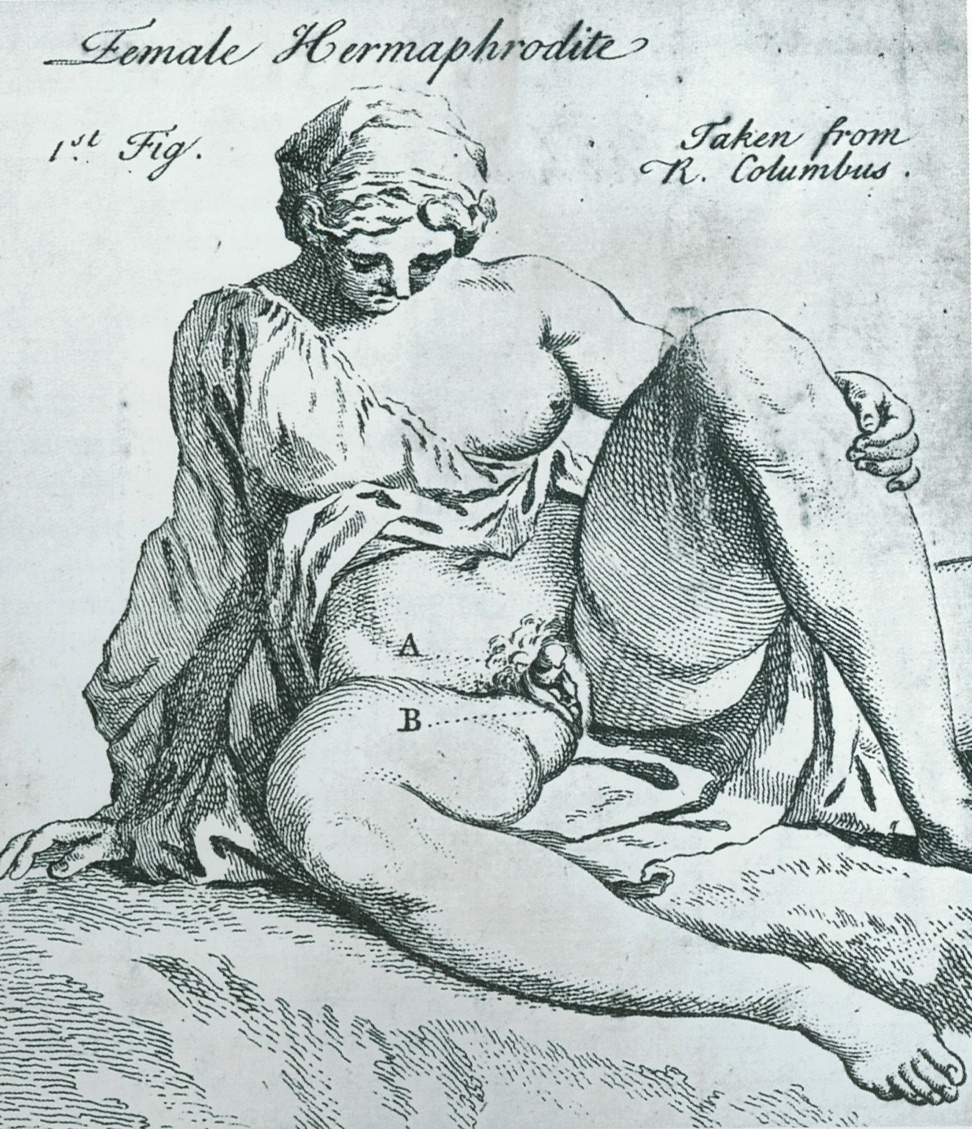 Female Hermaphrodite
1st Fig.
Taken from
R. Columbus.
A
B